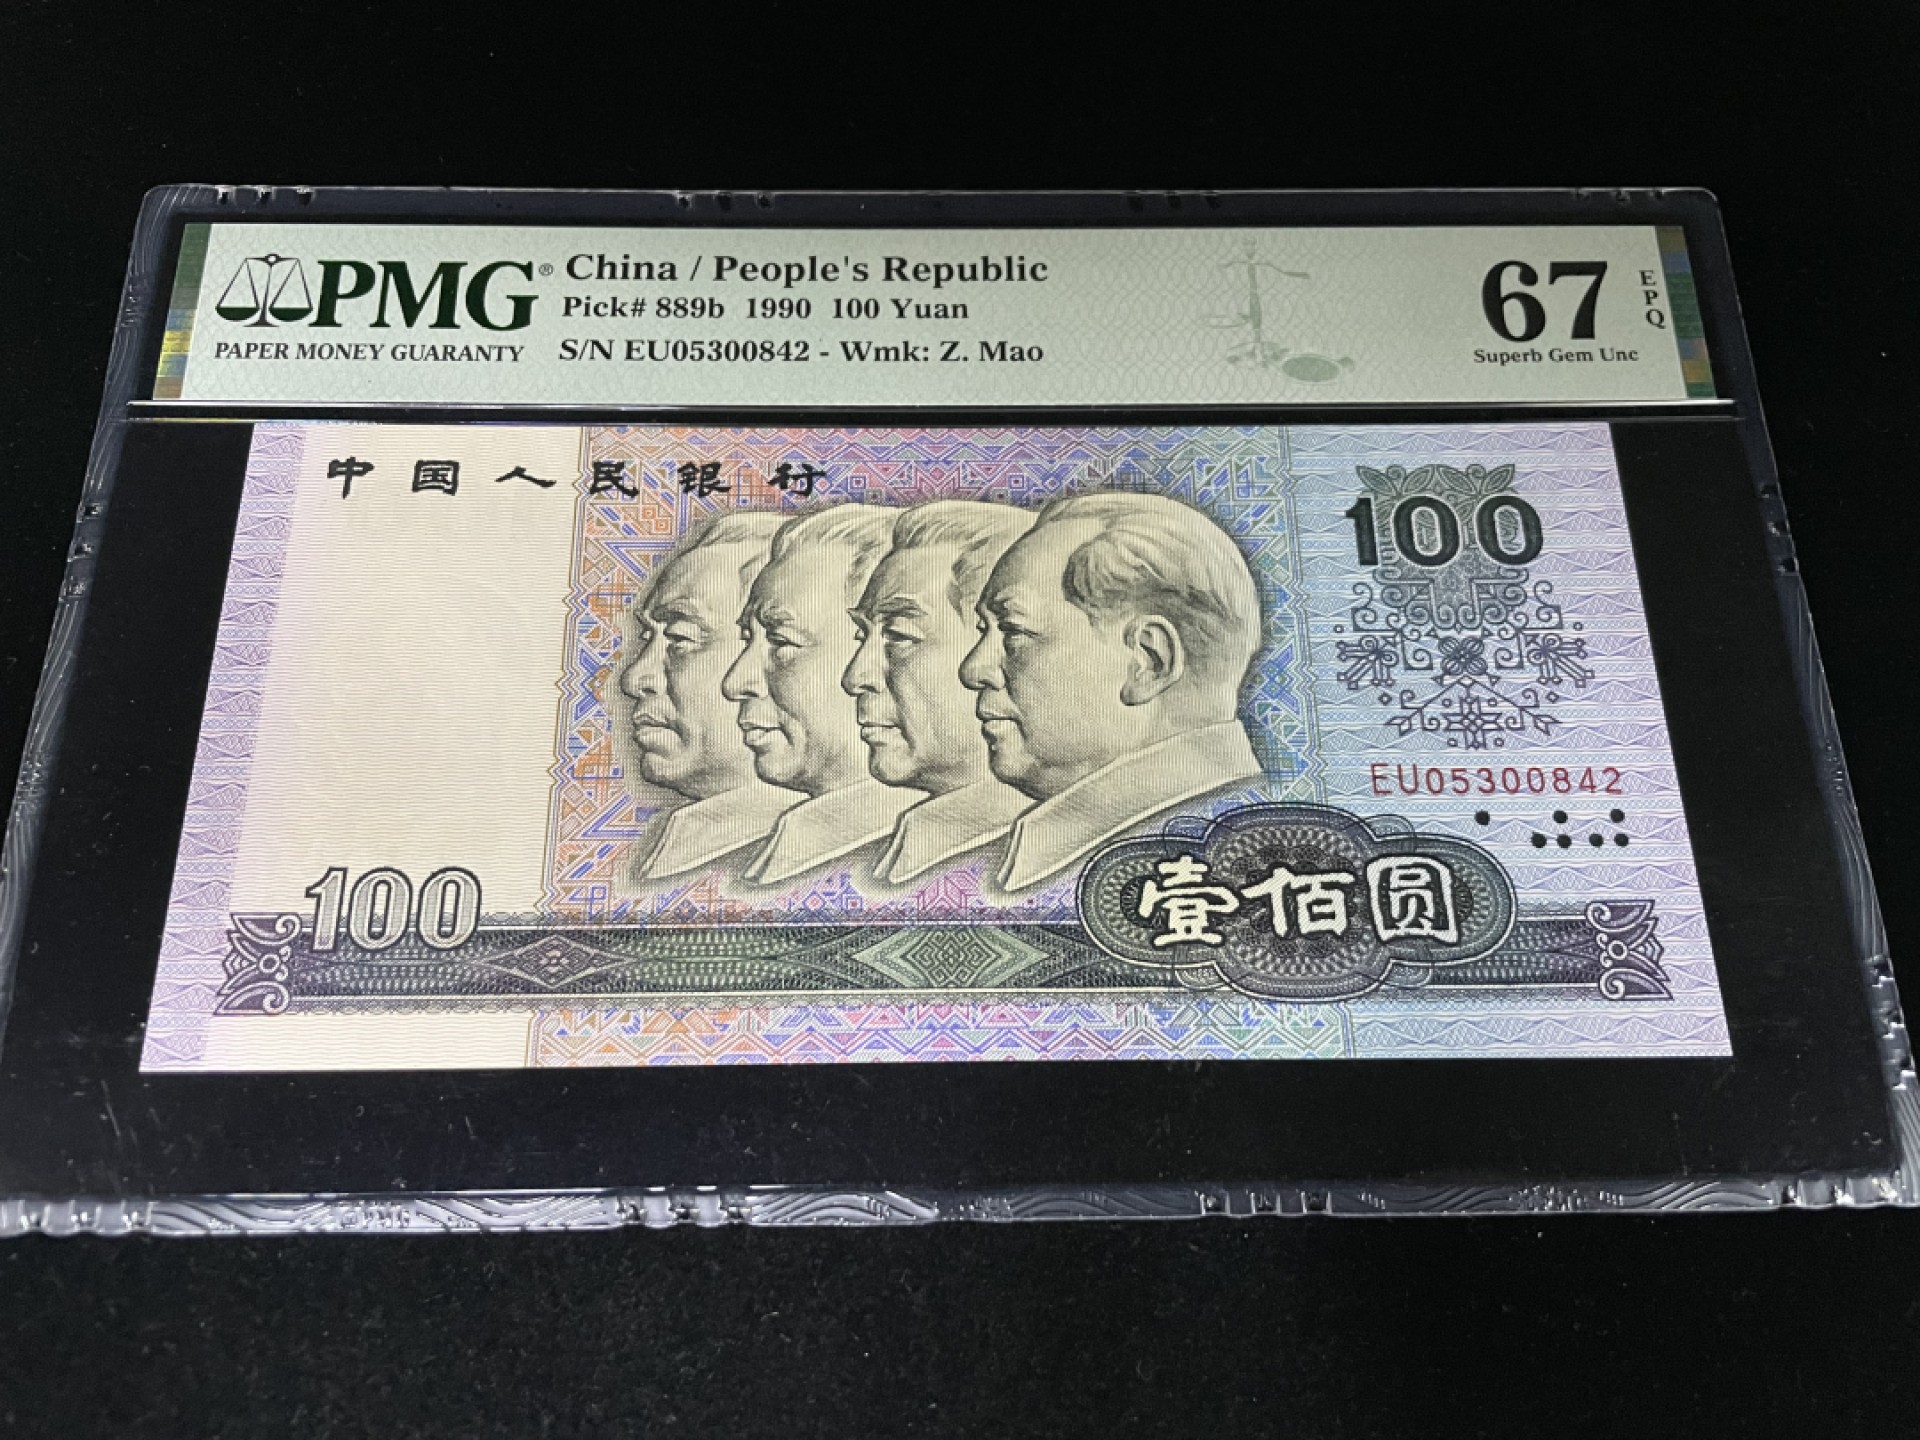 PMG® China / People's Republic
Pick# 889b 1990 100 Yuan
PAPER MONEY GUARANTY S/N EU05300842 - Wmk: Z. Mao
67 EPQ
Superb Gem Unc
中国人民银行
100
EU05300842
100
壹佰圆